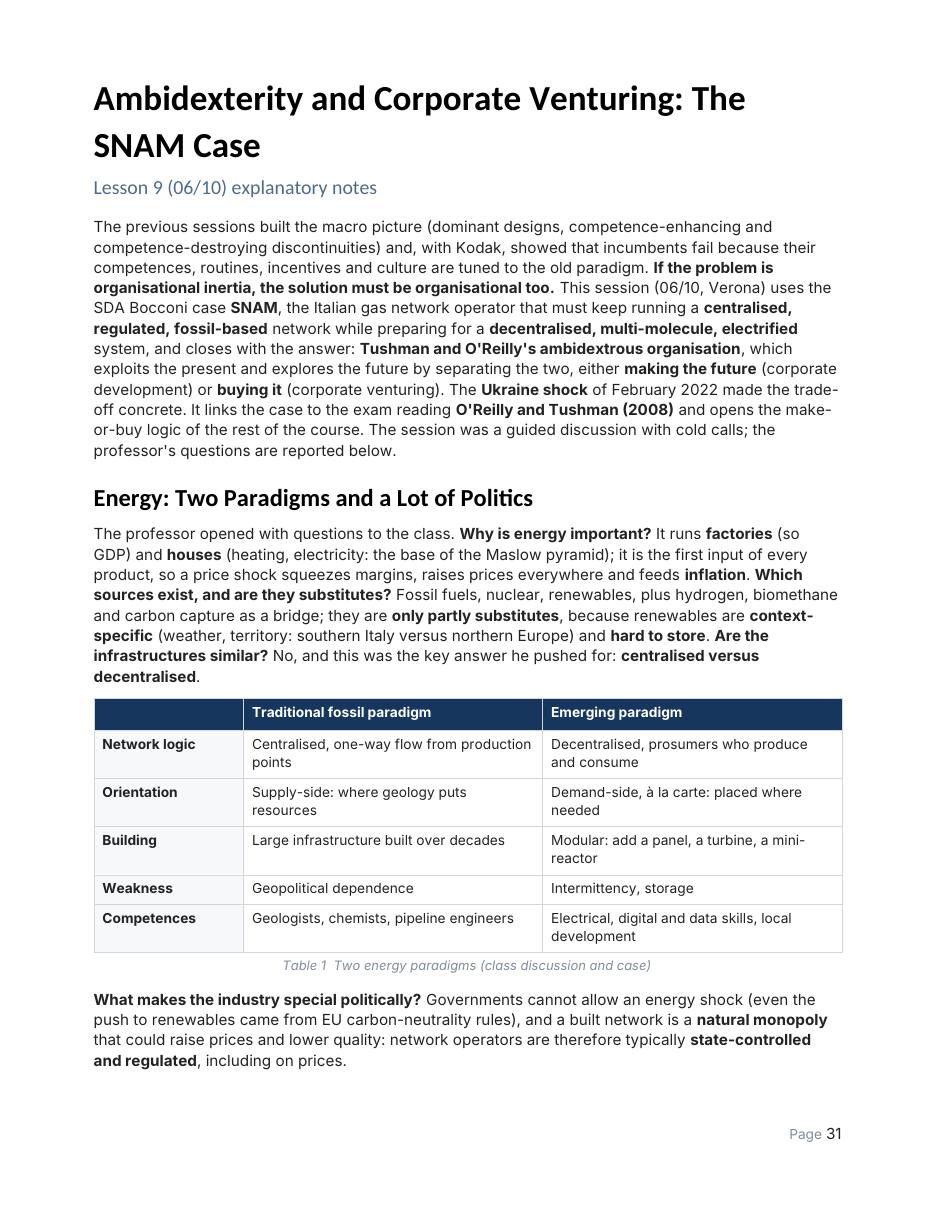 Ambidexterity and Corporate Venturing: The
SNAM Case
Lesson 9 (06/10) explanatory notes
The previous sessions built the macro picture (dominant designs, competence-enhancing and
competence-destroying discontinuities) and, with Kodak, showed that incumbents fail because their
competences, routines, incentives and culture are tuned to the old paradigm. If the problem is
organisational inertia, the solution must be organisational too. This session (06/10, Verona) uses the
SDA Bocconi case SNAM, the Italian gas network operator that must keep running a centralised,
regulated, fossil-based network while preparing for a decentralised, multi-molecule, electrified
system, and closes with the answer: Tushman and O'Reilly's ambidextrous organisation, which
exploits the present and explores the future by separating the two, either making the future (corporate
development) or buying it (corporate venturing). The Ukraine shock of February 2022 made the trade-
off concrete. It links the case to the exam reading O'Reilly and Tushman (2008) and opens the make-
or-buy logic of the rest of the course. The session was a guided discussion with cold calls; the
professor's questions are reported below.
Energy: Two Paradigms and a Lot of Politics
The professor opened with questions to the class. Why is energy important? It runs factories (so
GDP) and houses (heating, electricity: the base of the Maslow pyramid); it is the first input of every
product, so a price shock squeezes margins, raises prices everywhere and feeds inflation. Which
sources exist, and are they substitutes? Fossil fuels, nuclear, renewables, plus hydrogen, biomethane
and carbon capture as a bridge; they are only partly substitutes, because renewables are context-
specific (weather, territory: southern Italy versus northern Europe) and hard to store. Are the
infrastructures similar? No, and this was the key answer he pushed for: centralised versus
decentralised.
Traditional fossil paradigm Emerging paradigm
Network logic Centralised, one-way flow from production Decentralised, prosumers who produce
points and consume
Orientation Supply-side: where geology puts Demand-side, à la carte: placed where
resources needed
Building Large infrastructure built over decades Modular: add a panel, a turbine, a mini-
reactor
Weakness Geopolitical dependence Intermittency, storage
Competences Geologists, chemists, pipeline engineers Electrical, digital and data skills, local
development
Table 1 Two energy paradigms (class discussion and case)
What makes the industry special politically? Governments cannot allow an energy shock (even the
push to renewables came from EU carbon-neutrality rules), and a built network is a natural monopoly
that could raise prices and lower quality: network operators are therefore typically state-controlled
and regulated, including on prices.
Page 31